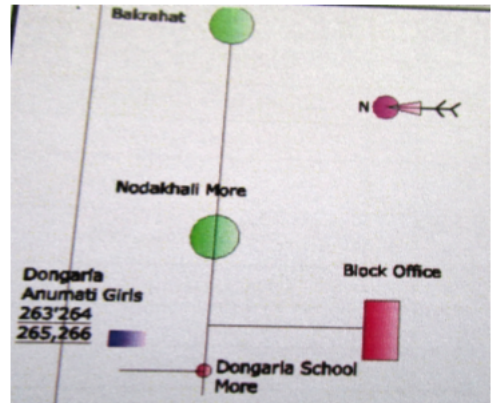 Bakrahat
N
Nodakhali More
Block Office
Dongaria
Anumati Girls
263'264
265,266
Dongaria School
More